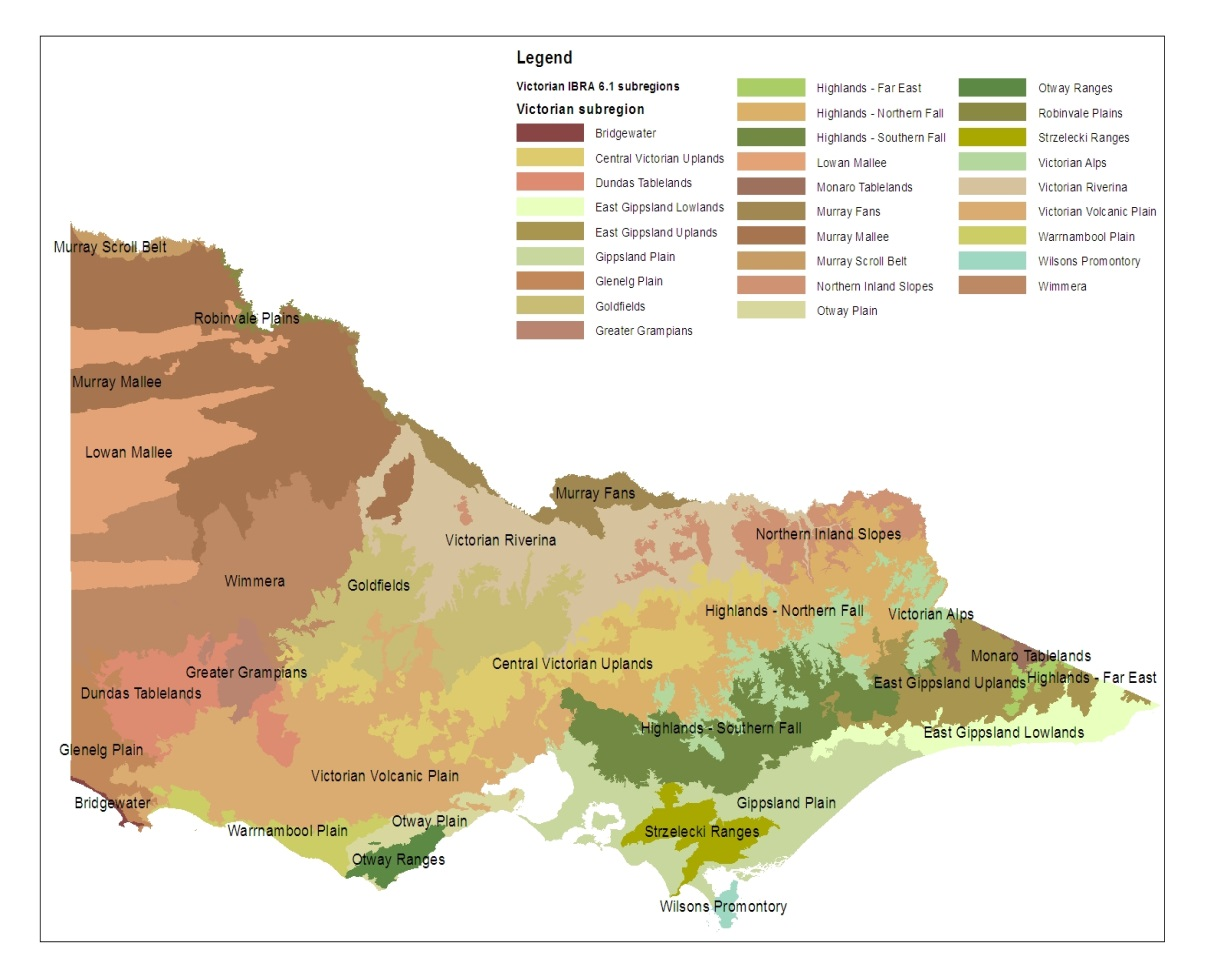 Legend
Victorian IBRA 6.1 subregions
Victorian subregion
Bridgewater
Central Victorian Uplands
Dundas Tablelands
East Gippsland Lowlands
East Gippsland Uplands
Gippsland Plain
Glenelg Plain
Goldfields
Greater Grampians
Highlands - Far East
Highlands - Northern Fall
Highlands - Southern Fall
Lowan Mallee
Monaro Tablelands
Murray Fans
Murray Mallee
Murray Scroll Belt
Northern Inland Slopes
Otway Plain
Otway Ranges
Robinvale Plains
Strzelecki Ranges
Victorian Alps
Victorian Riverina
Victorian Volcanic Plain
Warrnambool Plain
Wilsons Promontory
Wimmera
Murray Scroll Belt
Robinvale Plains
Murray Mallee
Lowan Mallee
Murray Fans
Victorian Riverina
Northern Inland Slopes
Wimmera
Goldfields
Highlands - Northern Fall
Victorian Alps
Greater Grampians
Central Victorian Uplands
Monaro Tablelands
Dundas Tablelands
East Gippsland Uplands
Highlands - Far East
Highlands - Southern Fall
East Gippsland Lowlands
Glenelg Plain
Victorian Volcanic Plain
Bridgewater
Gippsland Plain
Warrnambool Plain
Otway Plain
Strzelecki Ranges
Otway Ranges
Wilsons Promontory